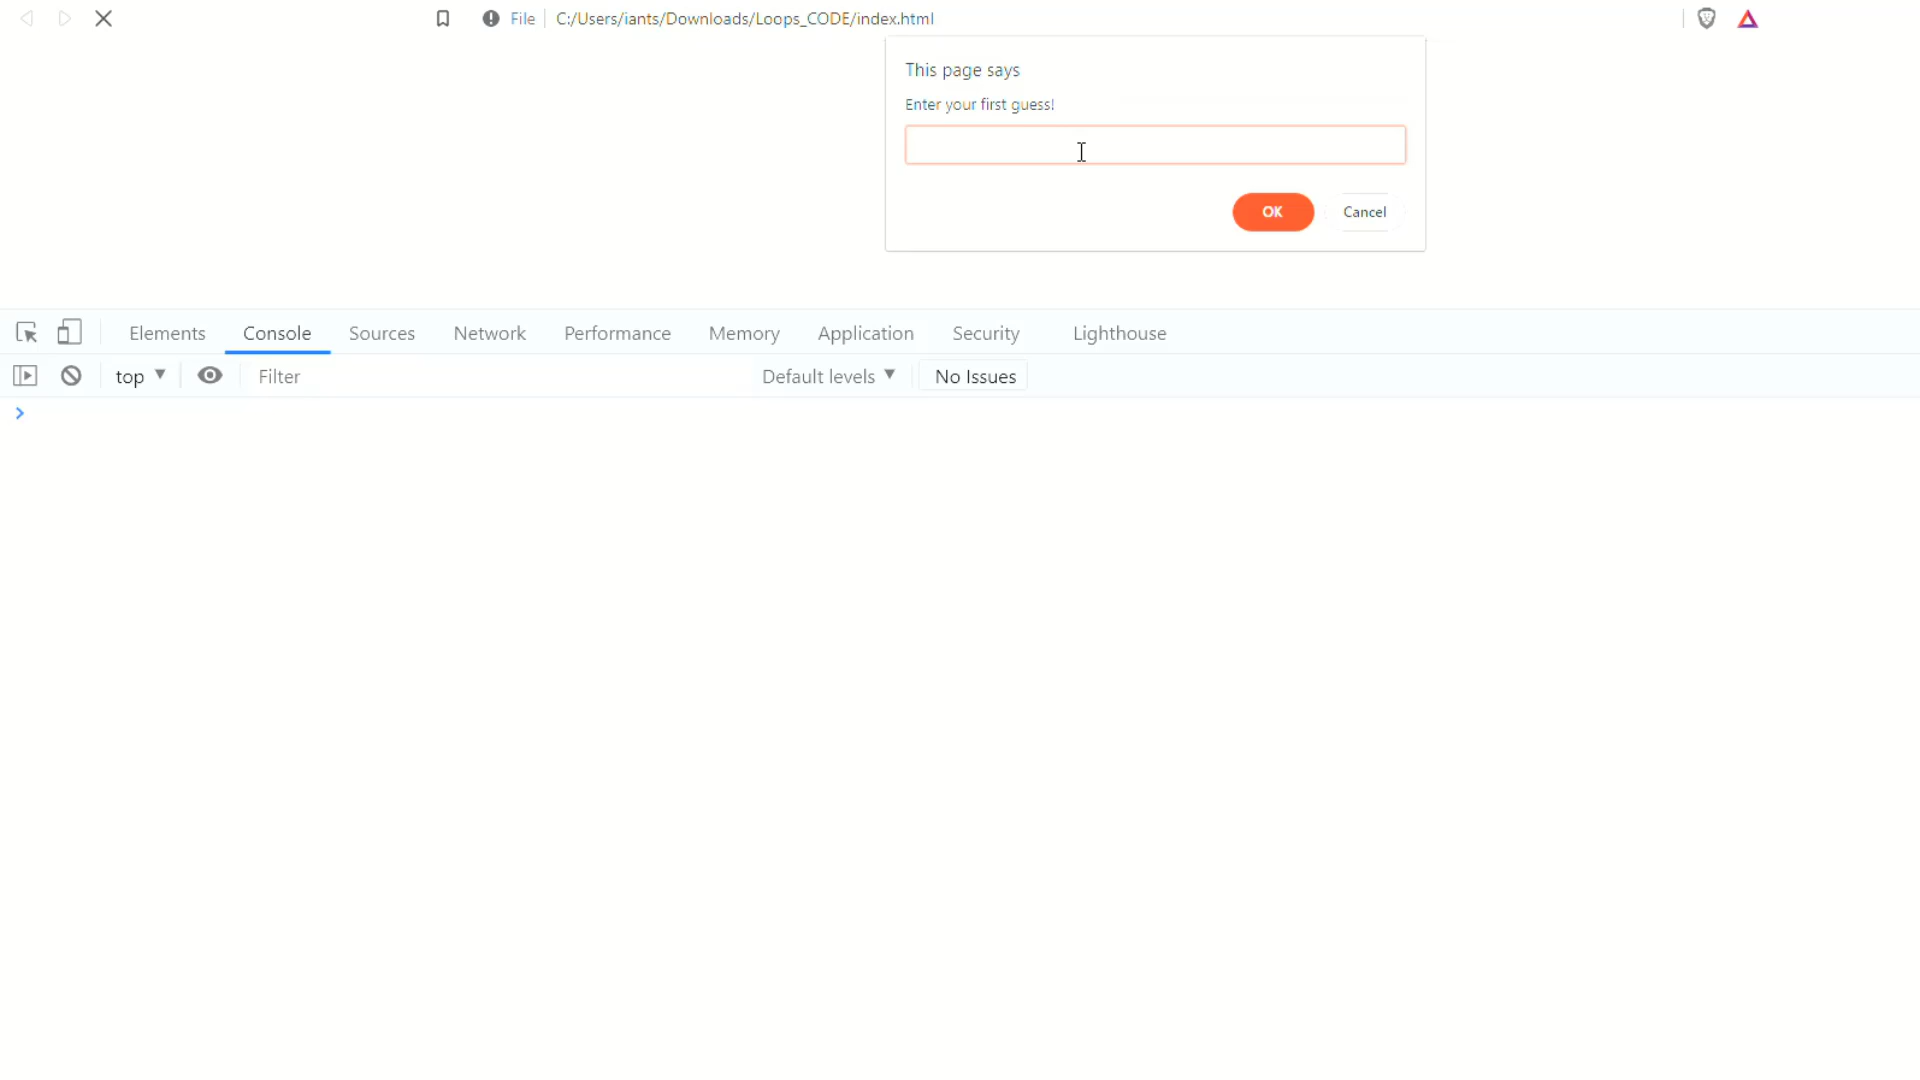 File C:/Users/iants/Downloads/Loops_CODE/index.html
This page says
Enter your first guess!
OK Cancel
Elements Console Sources Network Performance Memory Application Security Lighthouse
top Filter Default levels No Issues